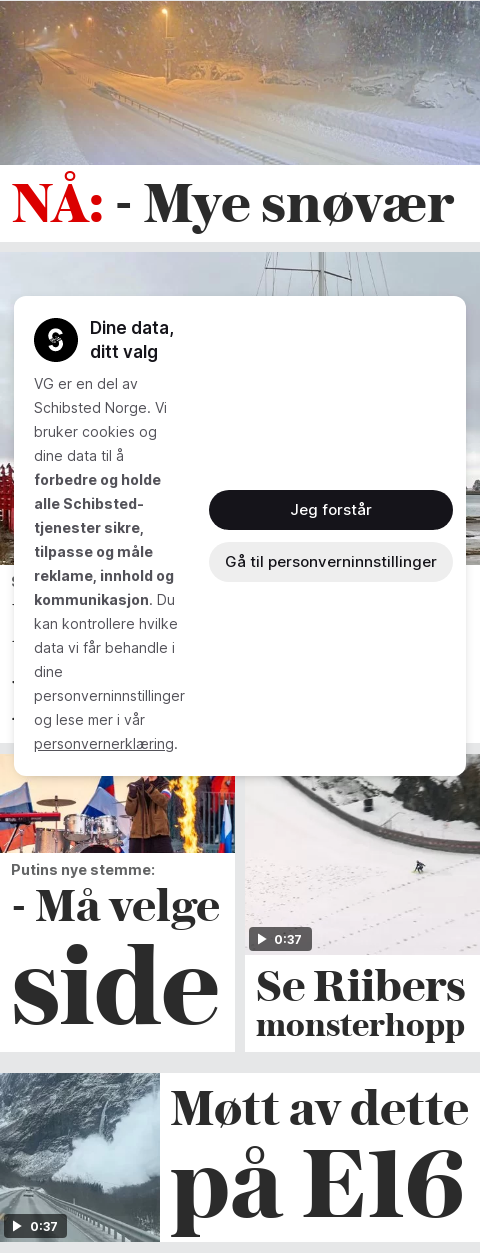 NÅ: - Mye snøvær
Dine data,
ditt valg
VG er en del av
Schibsted Norge. Vi
bruker cookies og
dine data til å
forbedre og holde
alle Schibsted-
tjenester sikre,
tilpasse og måle
reklame, innhold og
kommunikasjon. Du
kan kontrollere hvilke
data vi får behandle i
dine
personverninnstillinger
og lese mer i vår
personvernerklæring.
Jeg forstår
Gå til personverninnstillinger
Putins nye stemme:
- Må velge
side
0:37
Se Riibers
monsterhopp
0:37
Møtt av dette
på E16